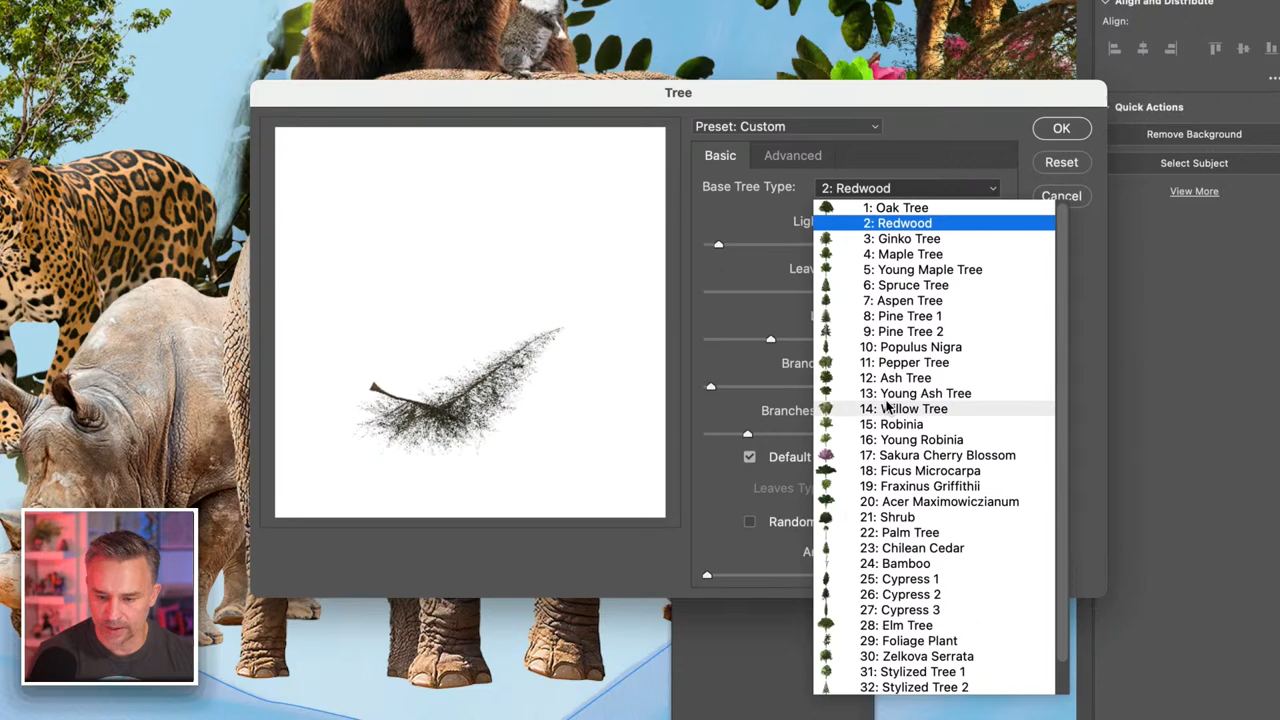 Align and Distribute
Align:
Tree
Quick Actions
Remove Background
Select Subject
View More
Preset: Custom
OK
Basic
Advanced
Reset
Base Tree Type:
2: Redwood
Cancel
1: Oak Tree
2: Redwood
3: Ginko Tree
4: Maple Tree
5: Young Maple Tree
6: Spruce Tree
7: Aspen Tree
8: Pine Tree 1
9: Pine Tree 2
10: Populus Nigra
11: Pepper Tree
12: Ash Tree
13: Young Ash Tree
14: Willow Tree
15: Robinia
16: Young Robinia
17: Sakura Cherry Blossom
18: Ficus Microcarpa
19: Fraxinus Griffithii
20: Acer Maximowiczianum
21: Shrub
22: Palm Tree
23: Chilean Cedar
24: Bamboo
25: Cypress 1
26: Cypress 2
27: Cypress 3
28: Elm Tree
29: Foliage Plant
30: Zelkova Serrata
31: Stylized Tree 1
32: Stylized Tree 2
Branches
Default